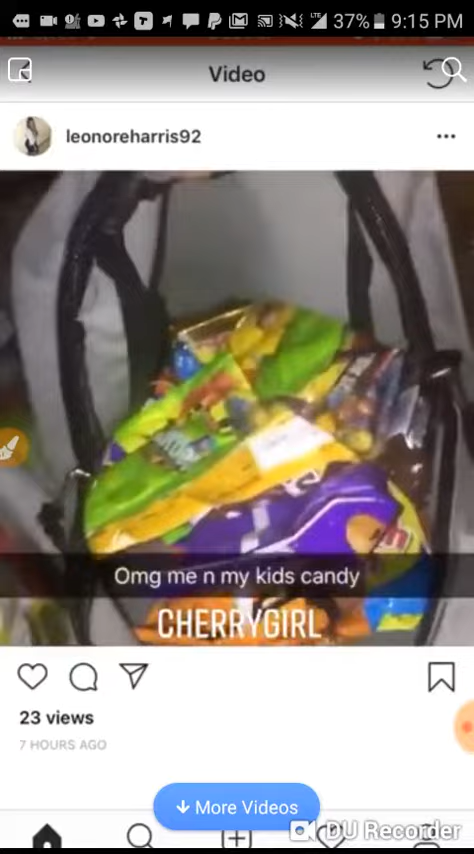 LTE 37% 9:15 PM
Video
leonoreharris92
Omg me n my kids candy
CHERRYGIRL
23 views
7 HOURS AGO
More Videos
DU Recorder